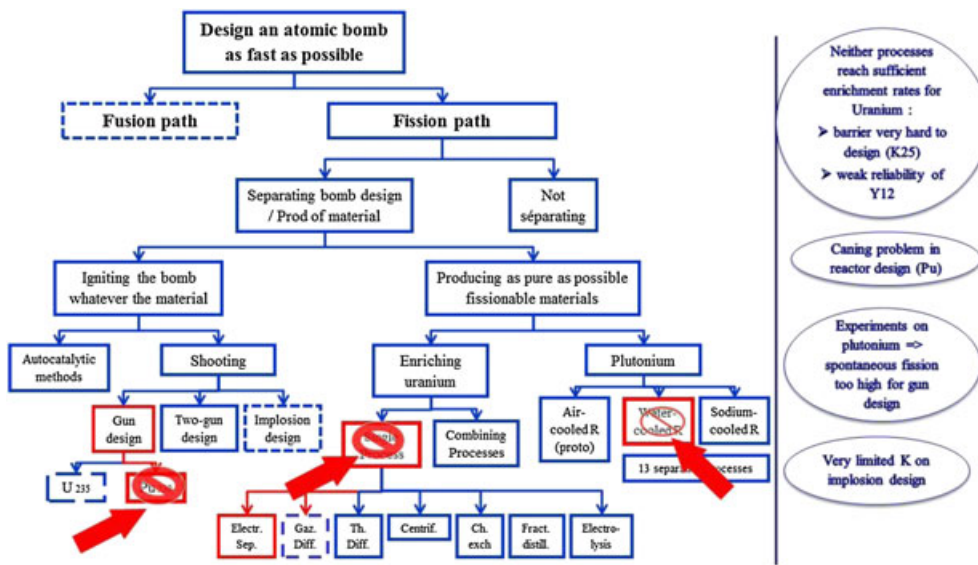 Design an atomic bomb
as fast as possible
Fusion path
Fission path
Separating bomb design
/ Prod of material
Not
séparating
Igniting the bomb
whatever the material
Producing as pure as possible
fissionable materials
Autocatalytic
methods
Shooting
Enriching
uranium
Plutonium
Gun
design
Two-gun
design
Implosion
design
Combining
Processes
Air-
cooled R
(proto)
Water-
cooled R
Sodium-
cooled R
U 235
13
Electr.
Sep.
Gaz.
Diff.
Th.
Diff.
Centrif.
Ch.
exch
Fract.
distill.
Electro-
lysis
Neither processes
reach sufficient
enrichment rates for
Uranium :
➤ barrier very hard to
design (K25)
➤ weak reliability of
Y12
Caning problem in
reactor design (Pu)
Experiments on
plutonium =>
spontaneous fission
too high for gun
design
Very limited K on
implosion design